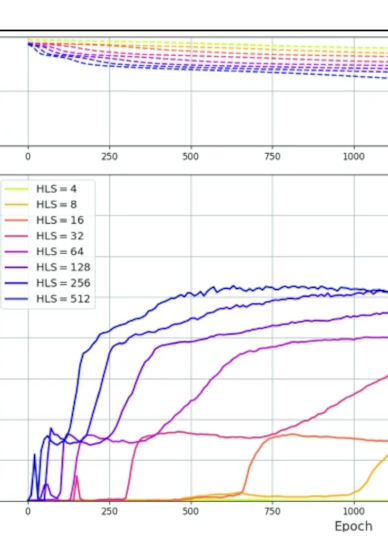 0 250 500 750 1000
HLS = 4
HLS = 8
HLS = 16
HLS = 32
HLS = 64
HLS = 128
HLS = 256
HLS = 512
0 250 500 750 1000
Epoch